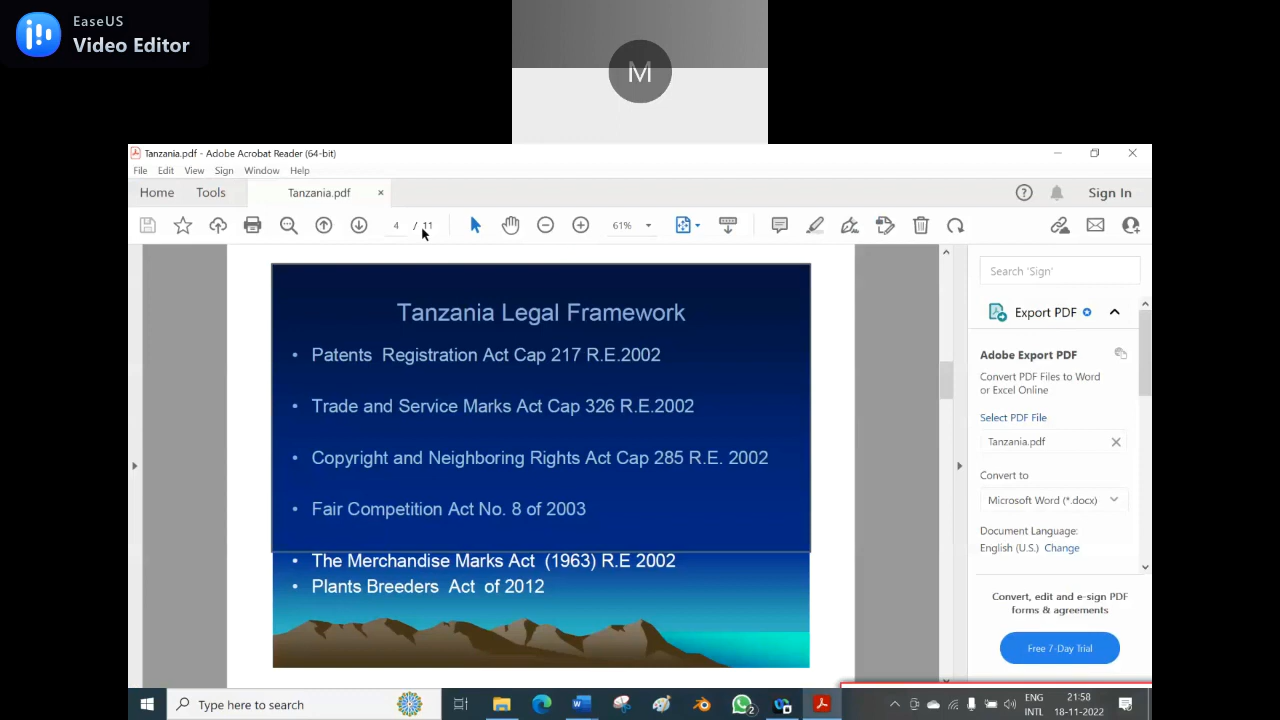 EaseUS
Video Editor
M
Tanzania.pdf - Adobe Acrobat Reader (64-bit)
File Edit View Sign Window Help
Home Tools Tanzania.pdf × Sign In
4 / 11 61%
Tanzania Legal Framework
• Patents Registration Act Cap 217 R.E.2002
• Trade and Service Marks Act Cap 326 R.E.2002
• Copyright and Neighboring Rights Act Cap 285 R.E. 2002
• Fair Competition Act No. 8 of 2003
• The Merchandise Marks Act (1963) R.E 2002
• Plants Breeders Act of 2012
Search 'Sign'
Export PDF
Adobe Export PDF
Convert PDF Files to Word
or Excel Online
Select PDF File
Tanzania.pdf
Convert to
Microsoft Word (*.docx)
Document Language:
English (U.S.) Change
Convert, edit and e-sign PDF
forms & agreements
Free 7-Day Trial
Type here to search
2
ENG
INTL
21:58
18-11-2022